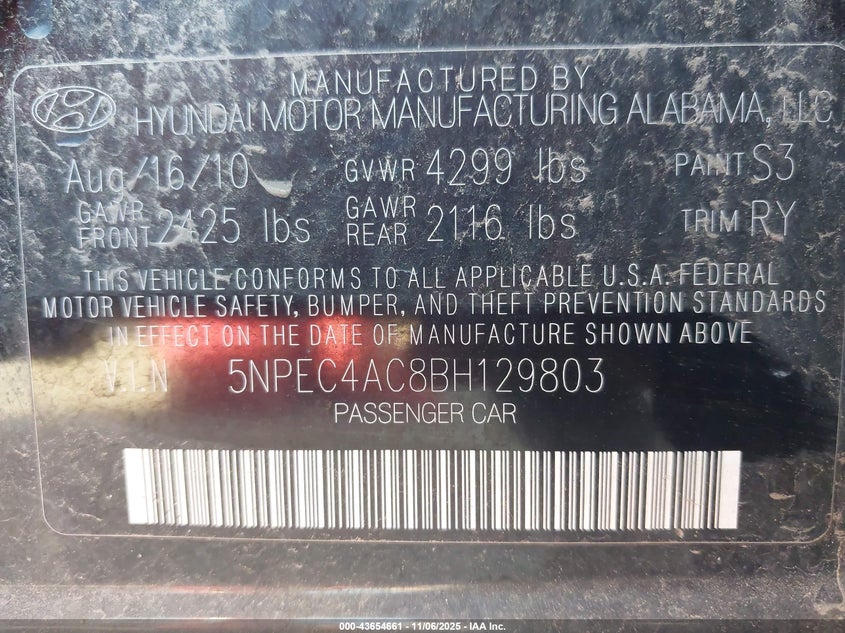 MANUFACTURED BY
HYUNDAI MOTOR MANUFACTURING ALABAMA, LLC
Aug/16/10 GVWR 4299 lbs PAINT S3
GAWR FRONT 2425 lbs GAWR REAR 2116 lbs TRIM RY
THIS VEHICLE CONFORMS TO ALL APPLICABLE U.S.A. FEDERAL
MOTOR VEHICLE SAFETY, BUMPER, AND THEFT PREVENTION STANDARDS
IN EFFECT ON THE DATE OF MANUFACTURE SHOWN ABOVE
V.I.N 5NPEC4AC8BH129803
PASSENGER CAR
000-43654661 - 11/06/2025 - IAA Inc.